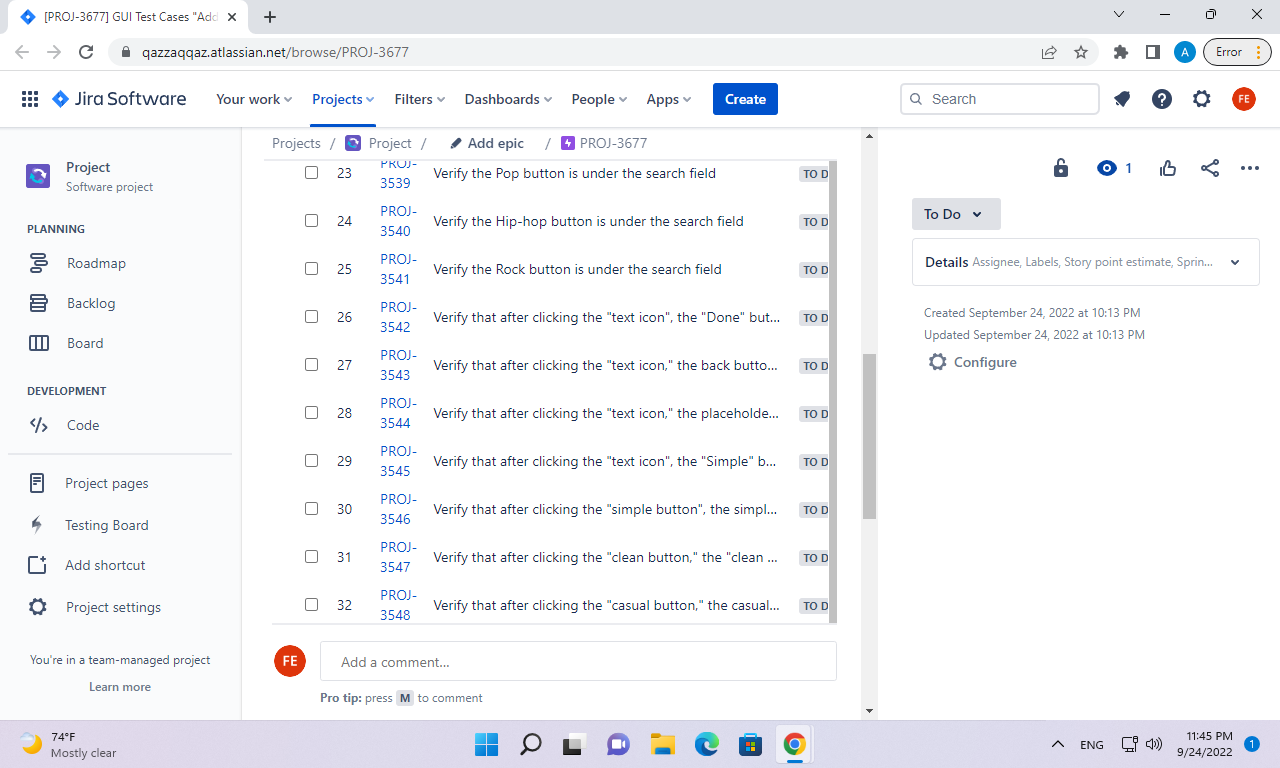 [PROJ-3677] GUI Test Cases "Add
qazzaqqaz.atlassian.net/browse/PROJ-3677
A
Error
Jira Software
Your work
Projects
Filters
Dashboards
People
Apps
Create
Search
FE
Project
Software project
PLANNING
Roadmap
Backlog
Board
DEVELOPMENT
Code
Project pages
Testing Board
Add shortcut
Project settings
You're in a team-managed project
Learn more
Projects / Project / Add epic / PROJ-3677
23 PROJ-3539 Verify the Pop button is under the search field TO D
24 PROJ-3540 Verify the Hip-hop button is under the search field TO D
25 PROJ-3541 Verify the Rock button is under the search field TO D
26 PROJ-3542 Verify that after clicking the "text icon", the "Done" but... TO D
27 PROJ-3543 Verify that after clicking the "text icon," the back butto... TO D
28 PROJ-3544 Verify that after clicking the "text icon," the placeholde... TO D
29 PROJ-3545 Verify that after clicking the "text icon", the "Simple" b... TO D
30 PROJ-3546 Verify that after clicking the "simple button", the simpl... TO D
31 PROJ-3547 Verify that after clicking the "clean button," the "clean ... TO D
32 PROJ-3548 Verify that after clicking the "casual button," the casual... TO D
FE
Add a comment...
Pro tip: press M to comment
1
To Do
Details Assignee, Labels, Story point estimate, Sprin...
Created September 24, 2022 at 10:13 PM
Updated September 24, 2022 at 10:13 PM
Configure
74°F
Mostly clear
ENG
11:45 PM
9/24/2022
1